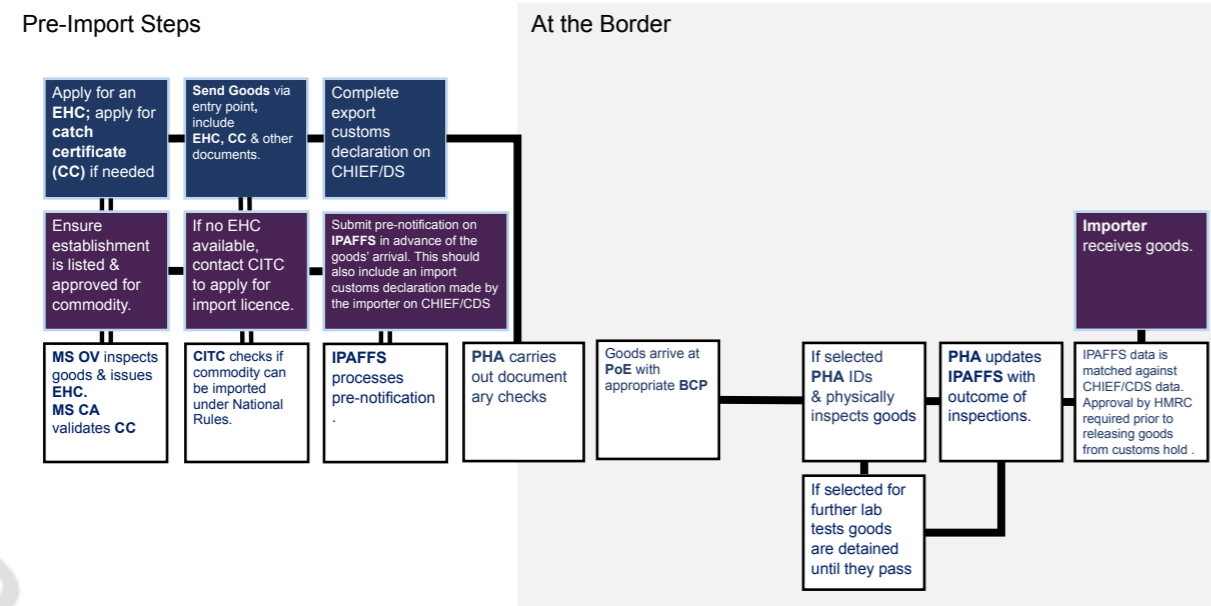 Pre-Import Steps
At the Border
Apply for an
EHC; apply for
catch
certificate
(CC) if needed
Send Goods via
entry point,
include
EHC, CC & other
documents.
Complete
export
customs
declaration on
CHIEF/DS
Ensure
establishment
is listed &
approved for
commodity.
If no EHC
available,
contact CITC
to apply for
import licence.
Submit pre-notification on
IPAFFS in advance of the
goods' arrival. This should
also include an import
customs declaration made by
the importer on CHIEF/CDS
Importer
receives goods.
MS OV inspects
goods & issues
EHC.
MS CA
validates CC
CITC checks if
commodity can
be imported
under National
Rules.
IPAFFS
processes
pre-notification
.
PHA carries
out document
ary checks
Goods arrive at
PoE with
appropriate BCP
If selected
PHA IDs
& physically
inspects goods
PHA updates
IPAFFS with
outcome of
inspections.
IPAFFS data is
matched against
CHIEF/CDS data.
Approval by HMRC
required prior to
releasing goods
from customs hold .
If selected for
further lab
tests goods
are detained
until they pass